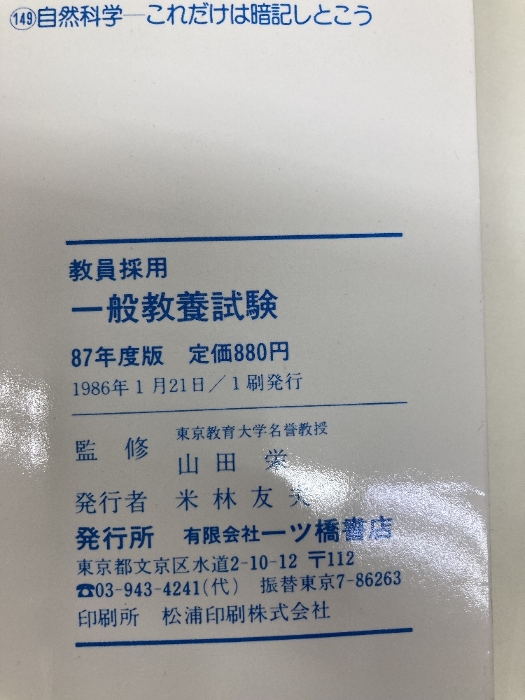 149 自然科学―これだけは暗記しとこう
教員採用
一般教養試験
87年度版 定価880円
1986年1月21日/1刷発行
監修 東京教育大学名誉教授
山田 栄
発行者 米林友夫
発行所 有限会社一ツ橋書店
東京都文京区水道2-10-12 〒112
☎03-943-4241(代) 振替東京7-86263
印刷所 松浦印刷株式会社